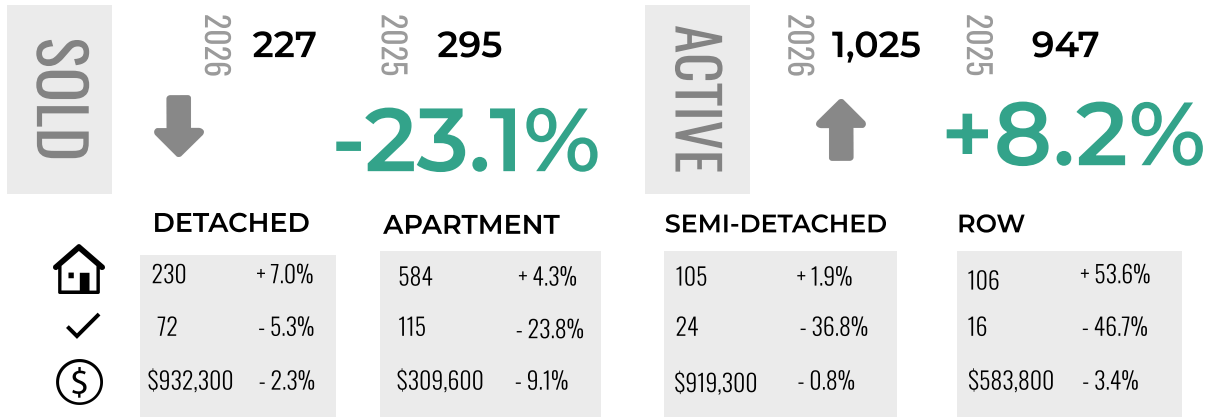 SOLD
2026 227 2025 295
-23.1%
ACTIVE
2026 1,025 2025 947
+8.2%
DETACHED APARTMENT SEMI-DETACHED ROW
230 + 7.0% 584 + 4.3% 105 + 1.9% 106 + 53.6%
72 - 5.3% 115 - 23.8% 24 - 36.8% 16 - 46.7%
$932,300 - 2.3% $309,600 - 9.1% $919,300 - 0.8% $583,800 - 3.4%